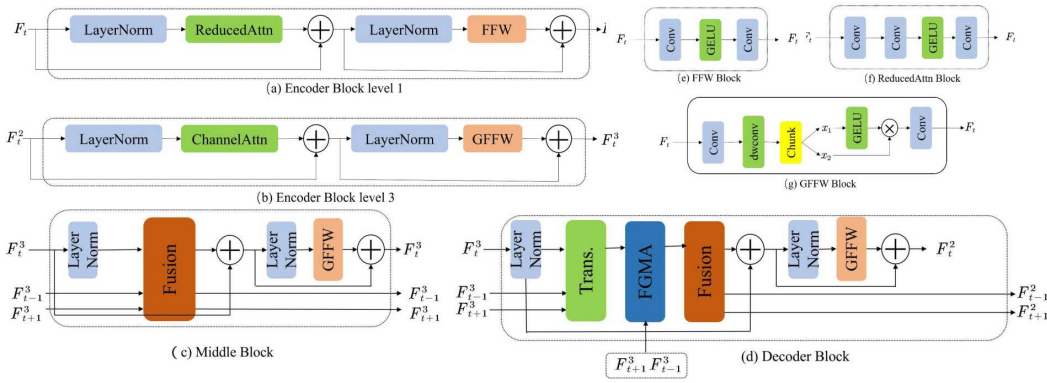 F_t LayerNorm ReducedAttn + LayerNorm FFW +
(a) Encoder Block level 1
F_t Conv GELU Conv F_t
(e) FFW Block
Conv Conv GELU Conv F_t
(f) ReducedAttn Block
F_t^2 LayerNorm ChannelAttn + LayerNorm GFFW + F_t^3
(b) Encoder Block level 3
F_t Conv dwconv Chunk x_1 x_2 GELU × Conv F_t
(g) GFFW Block
F_t^3 Layer Norm Fusion + Layer Norm GFFW + F_t^3
F_{t-1}^3 F_{t-1}^3
F_{t+1}^3 F_{t+1}^3
(c) Middle Block
F_t^3 Layer Norm Trans. FGMA Fusion + Layer Norm GFFW + F_t^2
F_{t-1}^3 F_{t-1}^2
F_{t+1}^3 F_{t+1}^2
F_{t+1}^3 F_{t-1}^3
(d) Decoder Block